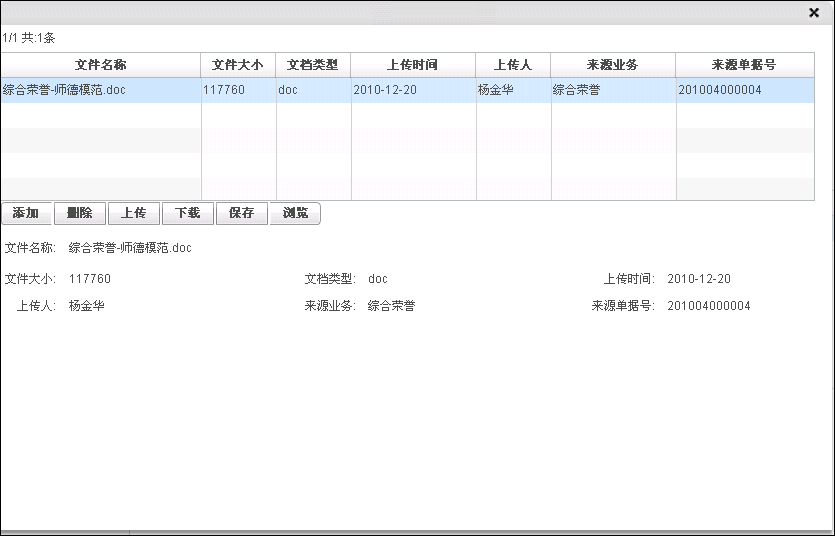 1/1 共:1条
文件名称 文件大小 文档类型 上传时间 上传人 来源业务 来源单据号
综合荣誉-师德模范.doc 117760 doc 2010-12-20 杨金华 综合荣誉 201004000004
添加 删除 上传 下载 保存 浏览
文件名称: 综合荣誉-师德模范.doc
文件大小: 117760 文档类型: doc 上传时间: 2010-12-20
上传人: 杨金华 来源业务: 综合荣誉 来源单据号: 201004000004